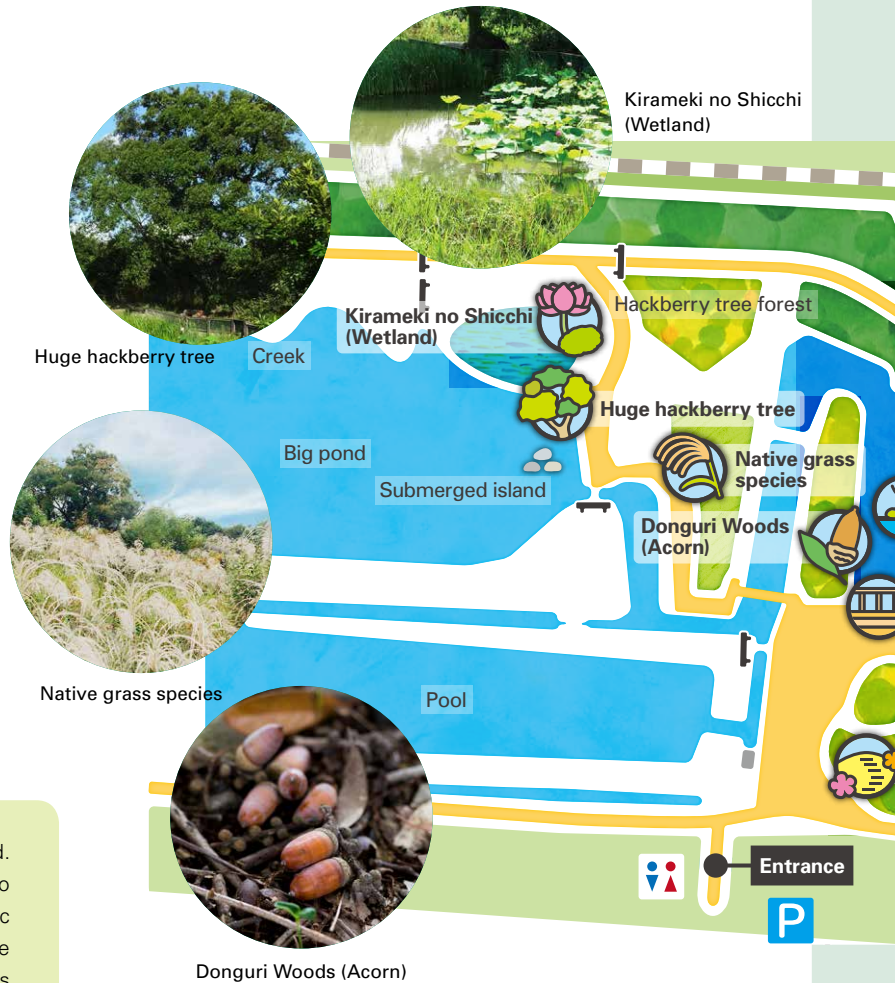 Kirameki no Shicchi
(Wetland)
Huge hackberry tree
Kirameki no Shicchi
(Wetland)
Hackberry tree forest
Creek
Huge hackberry tree
Big pond
Submerged island
Native grass
species
Donguri Woods
(Acorn)
Native grass species
Pool
Entrance
P
Donguri Woods (Acorn)